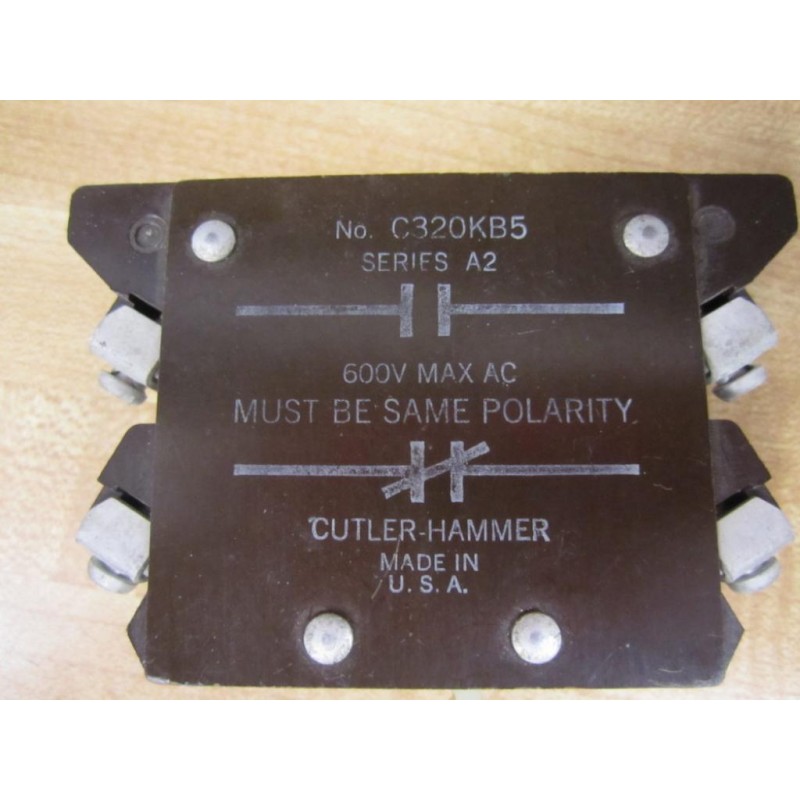 No. C320KB5
SERIES A2
600V MAX AC
MUST BE SAME POLARITY
CUTLER-HAMMER
MADE IN
U. S. A.